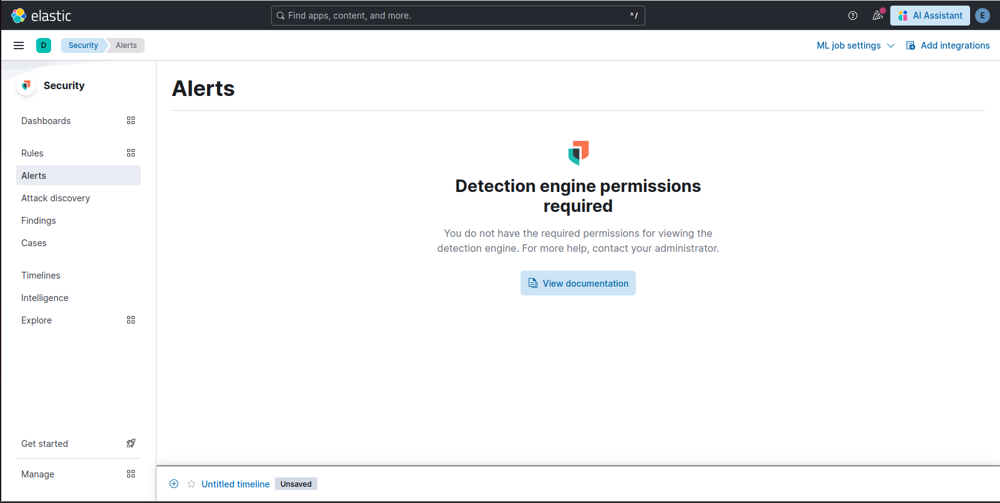 elastic
Find apps, content, and more.
^/
AI Assistant
E
D
Security
Alerts
ML job settings
Add integrations
Security
Dashboards
Rules
Alerts
Attack discovery
Findings
Cases
Timelines
Intelligence
Explore
Get started
Manage
Alerts
Detection engine permissions
required
You do not have the required permissions for viewing the
detection engine. For more help, contact your administrator.
View documentation
Untitled timeline
Unsaved